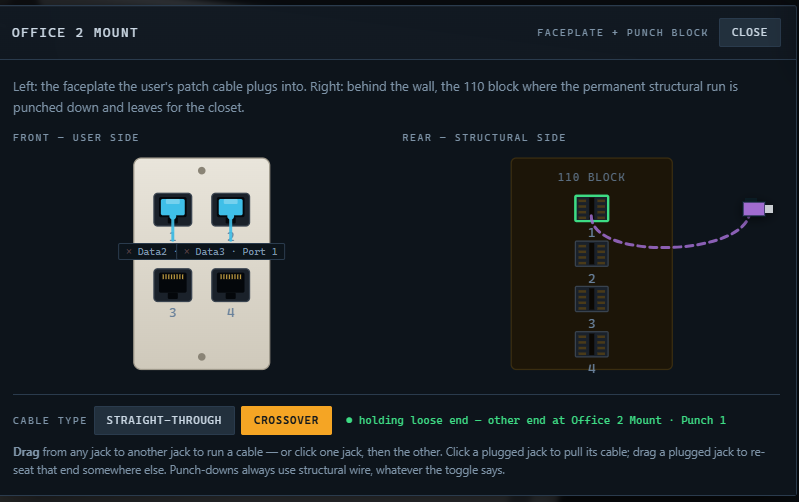 OFFICE 2 MOUNT
FACEPLATE + PUNCH BLOCK
CLOSE
Left: the faceplate the user's patch cable plugs into. Right: behind the wall, the 110 block where the permanent structural run is
punched down and leaves for the closet.
FRONT — USER SIDE
REAR — STRUCTURAL SIDE
1
2
× Data2 ·
× Data3 · Port 1
3
4
110 BLOCK
1
2
3
4
CABLE TYPE
STRAIGHT-THROUGH
CROSSOVER
● holding loose end — other end at Office 2 Mount · Punch 1
Drag from any jack to another jack to run a cable — or click one jack, then the other. Click a plugged jack to pull its cable; drag a plugged jack to re-
seat that end somewhere else. Punch-downs always use structural wire, whatever the toggle says.